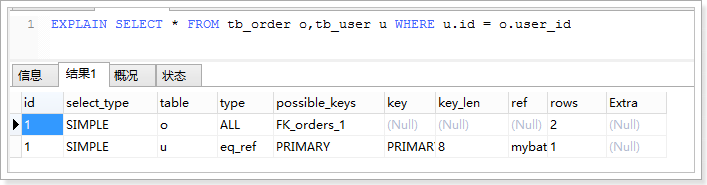 1 EXPLAIN SELECT * FROM tb_order o,tb_user u WHERE u.id = o.user_id
信息 结果1 概况 状态
id select_type table type possible_keys key key_len ref rows Extra
1 SIMPLE o ALL FK_orders_1 (Null) (Null) (Null) 2 (Null)
1 SIMPLE u eq_ref PRIMARY PRIMAR 8 mybat 1 (Null)